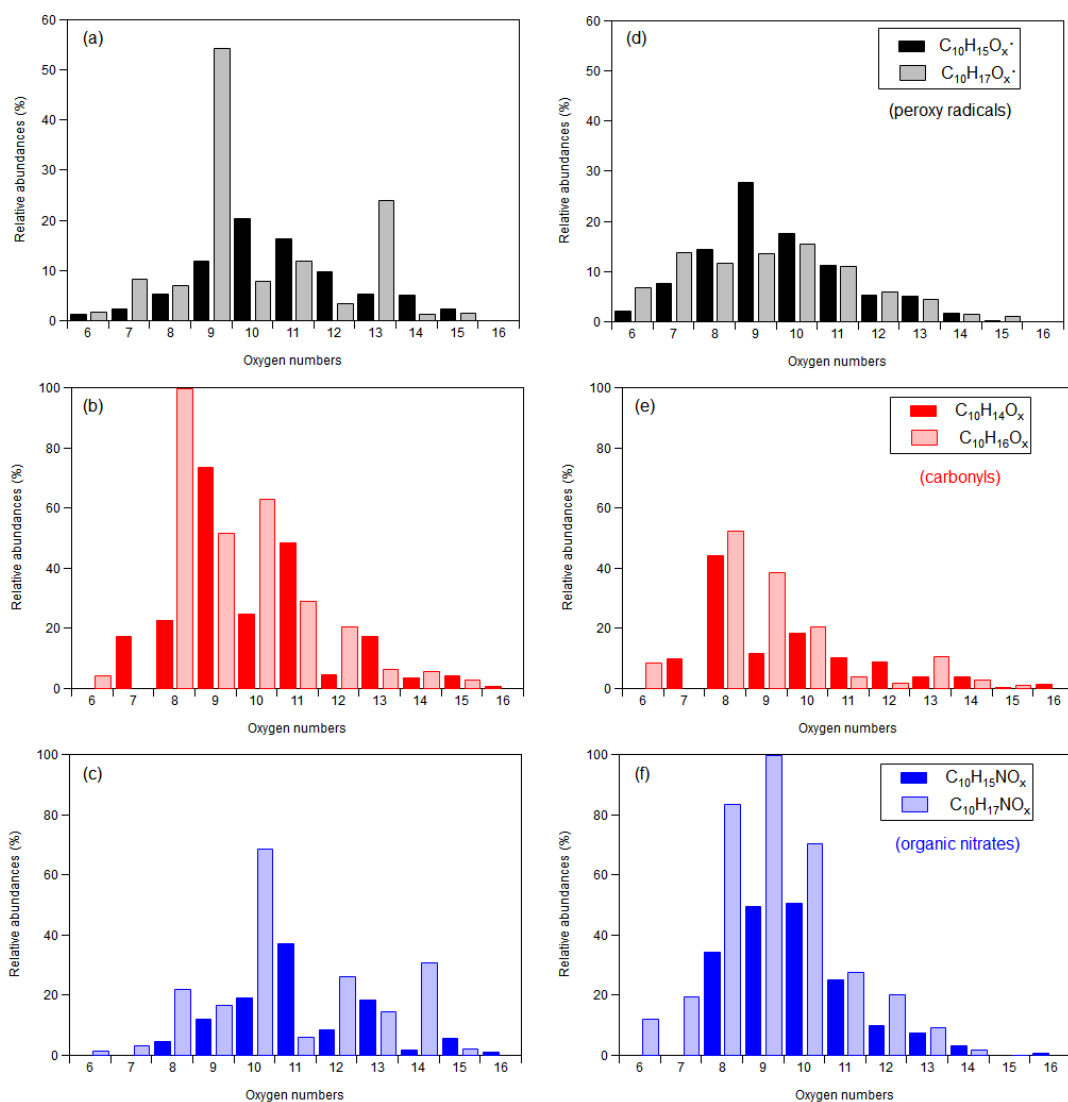 (a)
60
50
40
30
20
10
0
Relative abundances (%)
6 7 8 9 10 11 12 13 14 15 16
Oxygen numbers
(d)
C₁₀H₁₅Oₓ·
C₁₀H₁₇Oₓ·
(peroxy radicals)
60
50
40
30
20
10
0
Relative abundances (%)
6 7 8 9 10 11 12 13 14 15 16
Oxygen numbers
(b)
100
80
60
40
20
0
Relative abundances (%)
6 7 8 9 10 11 12 13 14 15 16
Oxygen numbers
(e)
C₁₀H₁₄Oₓ
C₁₀H₁₆Oₓ
(carbonyls)
100
80
60
40
20
0
Relative abundances (%)
6 7 8 9 10 11 12 13 14 15 16
Oxygen numbers
(c)
100
80
60
40
20
0
Relative abundances (%)
6 7 8 9 10 11 12 13 14 15 16
Oxygen numbers
(f)
C₁₀H₁₅NOₓ
C₁₀H₁₇NOₓ
(organic nitrates)
100
80
60
40
20
0
Relative abundances (%)
6 7 8 9 10 11 12 13 14 15 16
Oxygen numbers